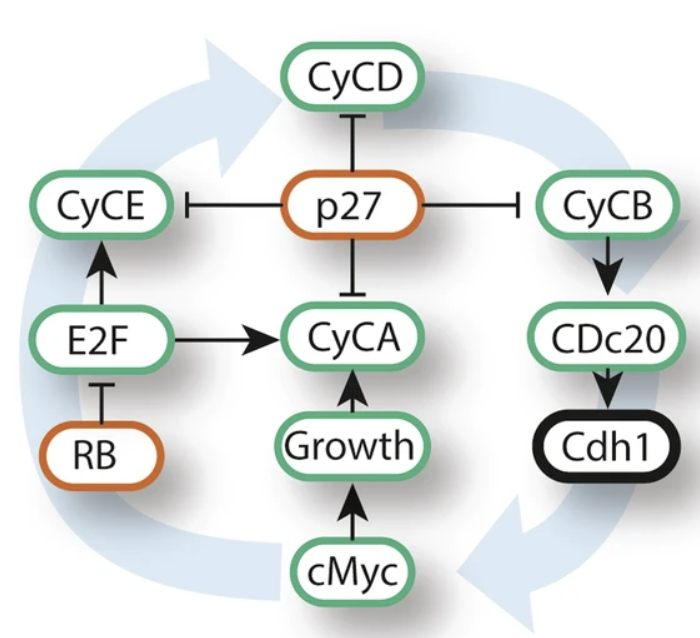 CyCD
CyCE
p27
CyCB
E2F
CyCA
CDc20
RB
Growth
Cdh1
cMyc